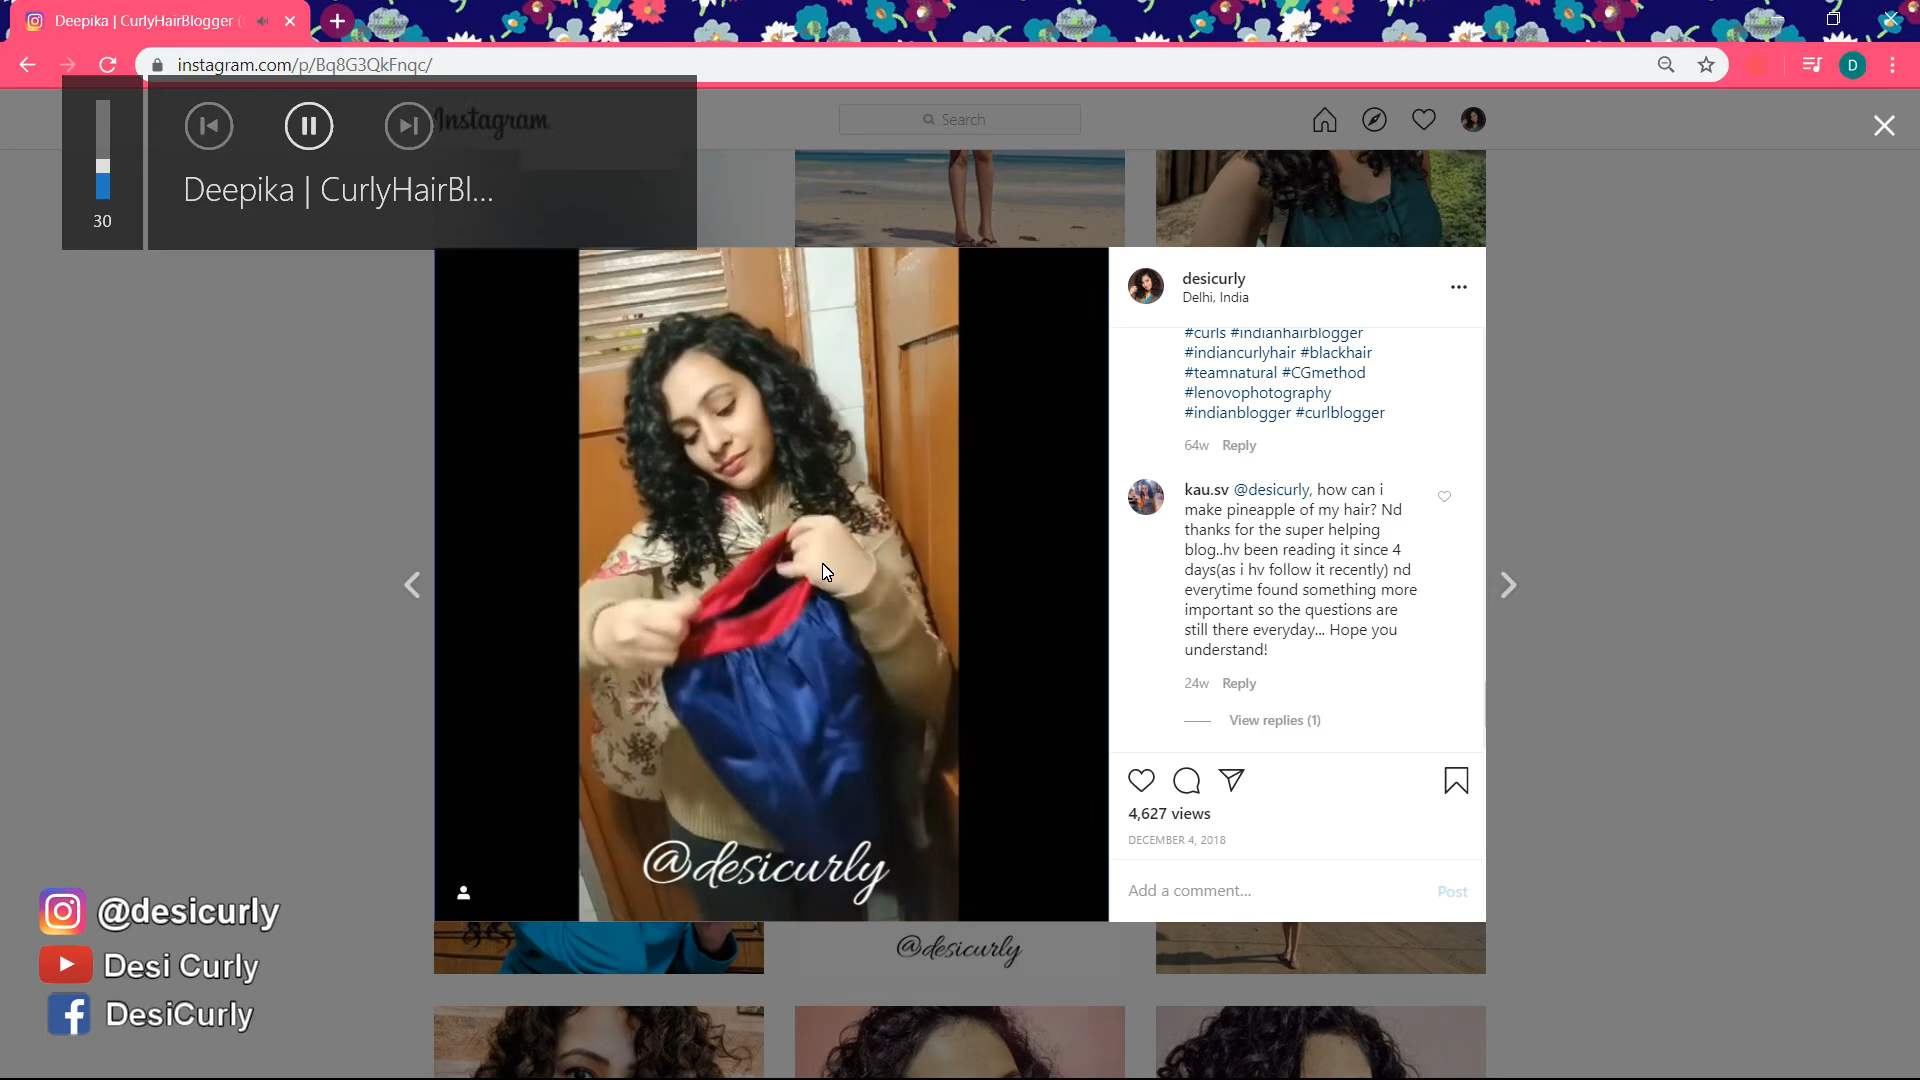 Deepika | CurlyHairBlogger (
instagram.com/p/Bq8G3QkFnqc/
D
Instagram
Search
Deepika | CurlyHairBl...
30
desicurly
Delhi, India
#curls #indianhairblogger
#indiancurlyhair #blackhair
#teamnatural #CGmethod
#lenovophotography
#indianblogger #curlblogger
64w Reply
kau.sv @desicurly, how can i
make pineapple of my hair? Nd
thanks for the super helping
blog..hv been reading it since 4
days(as i hv follow it recently) nd
everytime found something more
important so the questions are
still there everyday... Hope you
understand!
24w Reply
View replies (1)
4,627 views
DECEMBER 4, 2018
Add a comment... Post
@desicurly
@desicurly
@desicurly
Desi Curly
DesiCurly